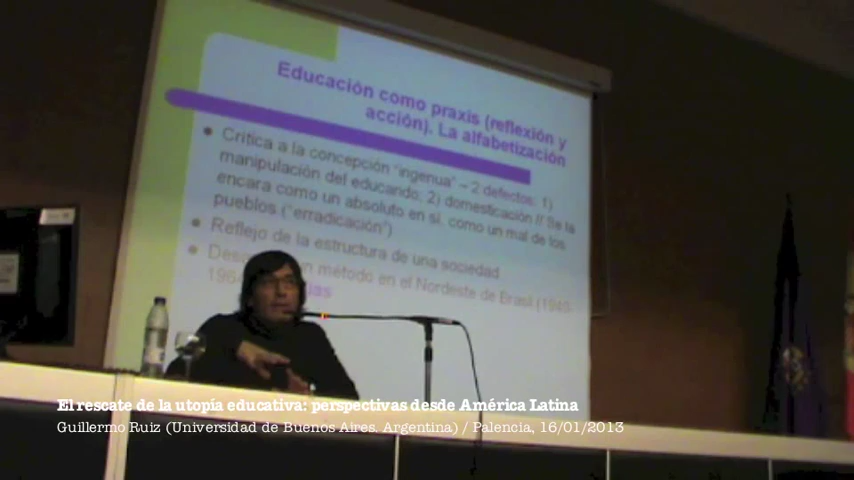 Educación como praxis (reflexión y
acción). La alfabetización
• Crítica a la concepción "ingenua" – 2 defectos: 1)
manipulación del educando; 2) domesticación // Se la
encara como un absoluto en sí, como un mal de los
pueblos ("erradicación")
• Reflejo de la estructura de una sociedad
• método en el Nordeste de Brasil
El rescate de la utopía educativa: perspectivas desde América Latina
Guillermo Ruiz (Universidad de Buenos Aires, Argentina) / Palencia, 16/01/2013